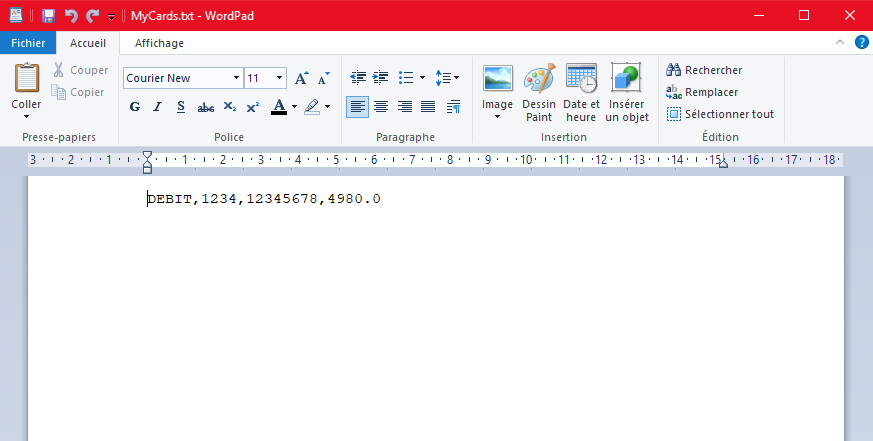 MyCards.txt - WordPad
Fichier Accueil Affichage
Coller
Couper
Copier
Presse-papiers
Courier New 11 A A
G I S abc X₂ X² A
Police
Paragraphe
Image
Dessin Paint
Date et heure
Insérer un objet
Insertion
Rechercher
Remplacer
Sélectionner tout
Édition
3 2 1 1 2 3 4 5 6 7 8 9 10 11 12 13 14 15 16 17 18
DEBIT,1234,12345678,4980.0